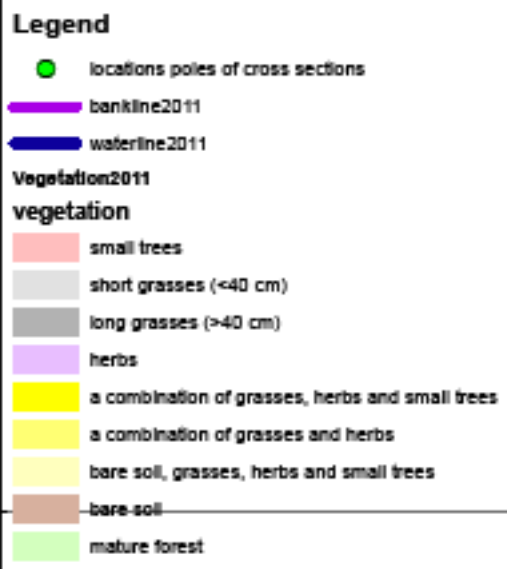 Legend
locations poles of cross sections
bankline2011
waterline2011
Vegetation2011
vegetation
small trees
short grasses (<40 cm)
long grasses (>40 cm)
herbs
a combination of grasses, herbs and small trees
a combination of grasses and herbs
bare soil, grasses, herbs and small trees
bare soil
mature forest